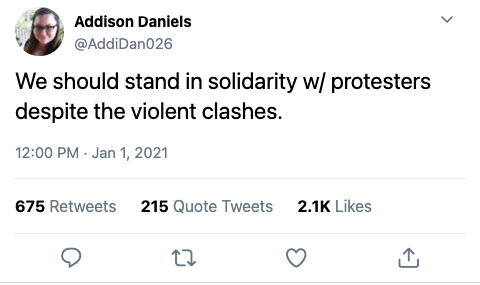 Addison Daniels
@AddiDan026
We should stand in solidarity w/ protesters
despite the violent clashes.
12:00 PM · Jan 1, 2021
675 Retweets 215 Quote Tweets 2.1K Likes